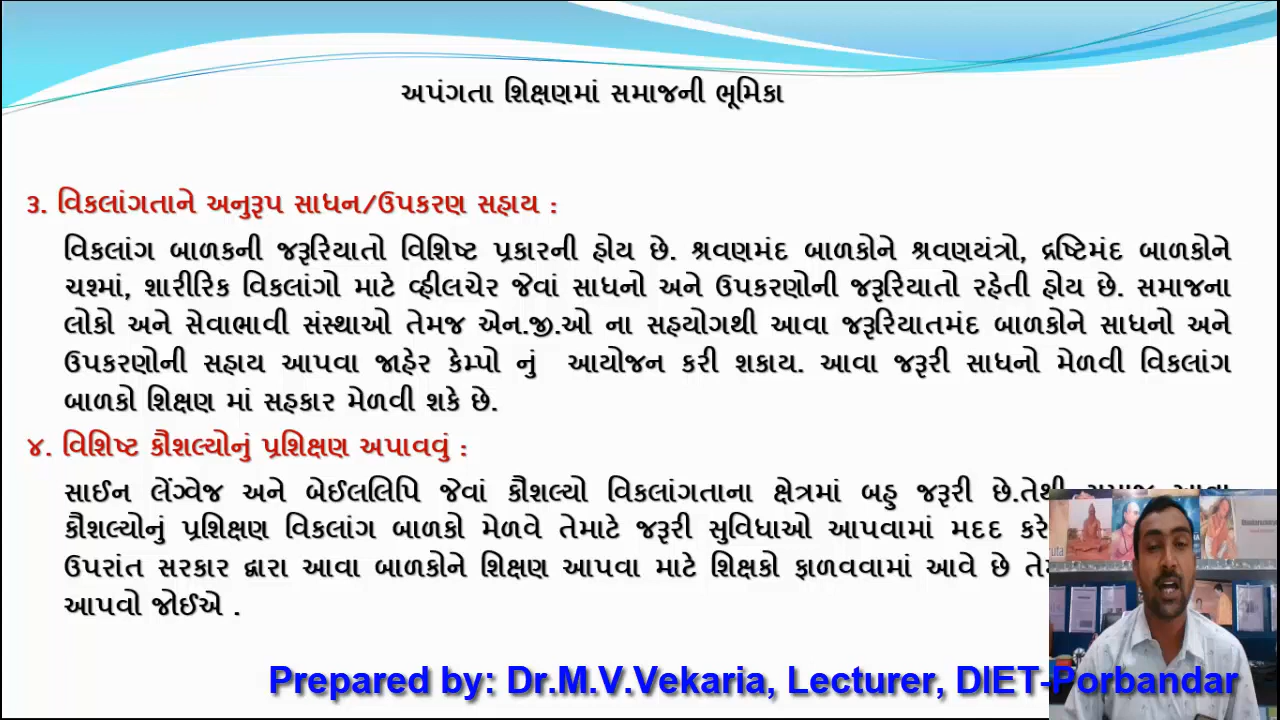 અપંગતા શિક્ષણમાં સમાજની ભૂમિકા
૩. વિકલાંગતાને અનુરૂપ સાધન/ઉપકરણ સહાય :
વિકલાંગ બાળકની જરૂરિયાતો વિશિષ્ટ પ્રકારની હોય છે. શ્રવણમંદ બાળકોને શ્રવણયંત્રો, દ્રષ્ટિમંદ બાળકોને
ચશ્માં, શારીરિક વિકલાંગો માટે વ્હીલચેર જેવાં સાધનો અને ઉપકરણોની જરૂરિયાતો રહેતી હોય છે. સમાજના
લોકો અને સેવાભાવી સંસ્થાઓ તેમજ એન.જી.ઓ ના સહયોગથી આવા જરૂરિયાતમંદ બાળકોને સાધનો અને
ઉપકરણોની સહાય આપવા જાહેર કેમ્પો નું આયોજન કરી શકાય. આવા જરૂરી સાધનો મેળવી વિકલાંગ
બાળકો શિક્ષણ માં સહકાર મેળવી શકે છે.
૪. વિશિષ્ટ કૌશલ્યોનું પ્રશિક્ષણ અપાવવું :
સાઈન લેંગ્વેજ અને બેઈલલિપિ જેવાં કૌશલ્યો વિકલાંગતાના ક્ષેત્રમાં બહુ જરૂરી છે.તેથી
કૌશલ્યોનું પ્રશિક્ષણ વિકલાંગ બાળકો મેળવે તેમાટે જરૂરી સુવિધાઓ આપવામાં મદદ કરે
ઉપરાંત સરકાર દ્વારા આવા બાળકોને શિક્ષણ આપવા માટે શિક્ષકો ફાળવવામાં આવે છે
આપવો જોઈએ .
Prepared by: Dr.M.V.Vekaria, Lecturer, DIET-Porbandar